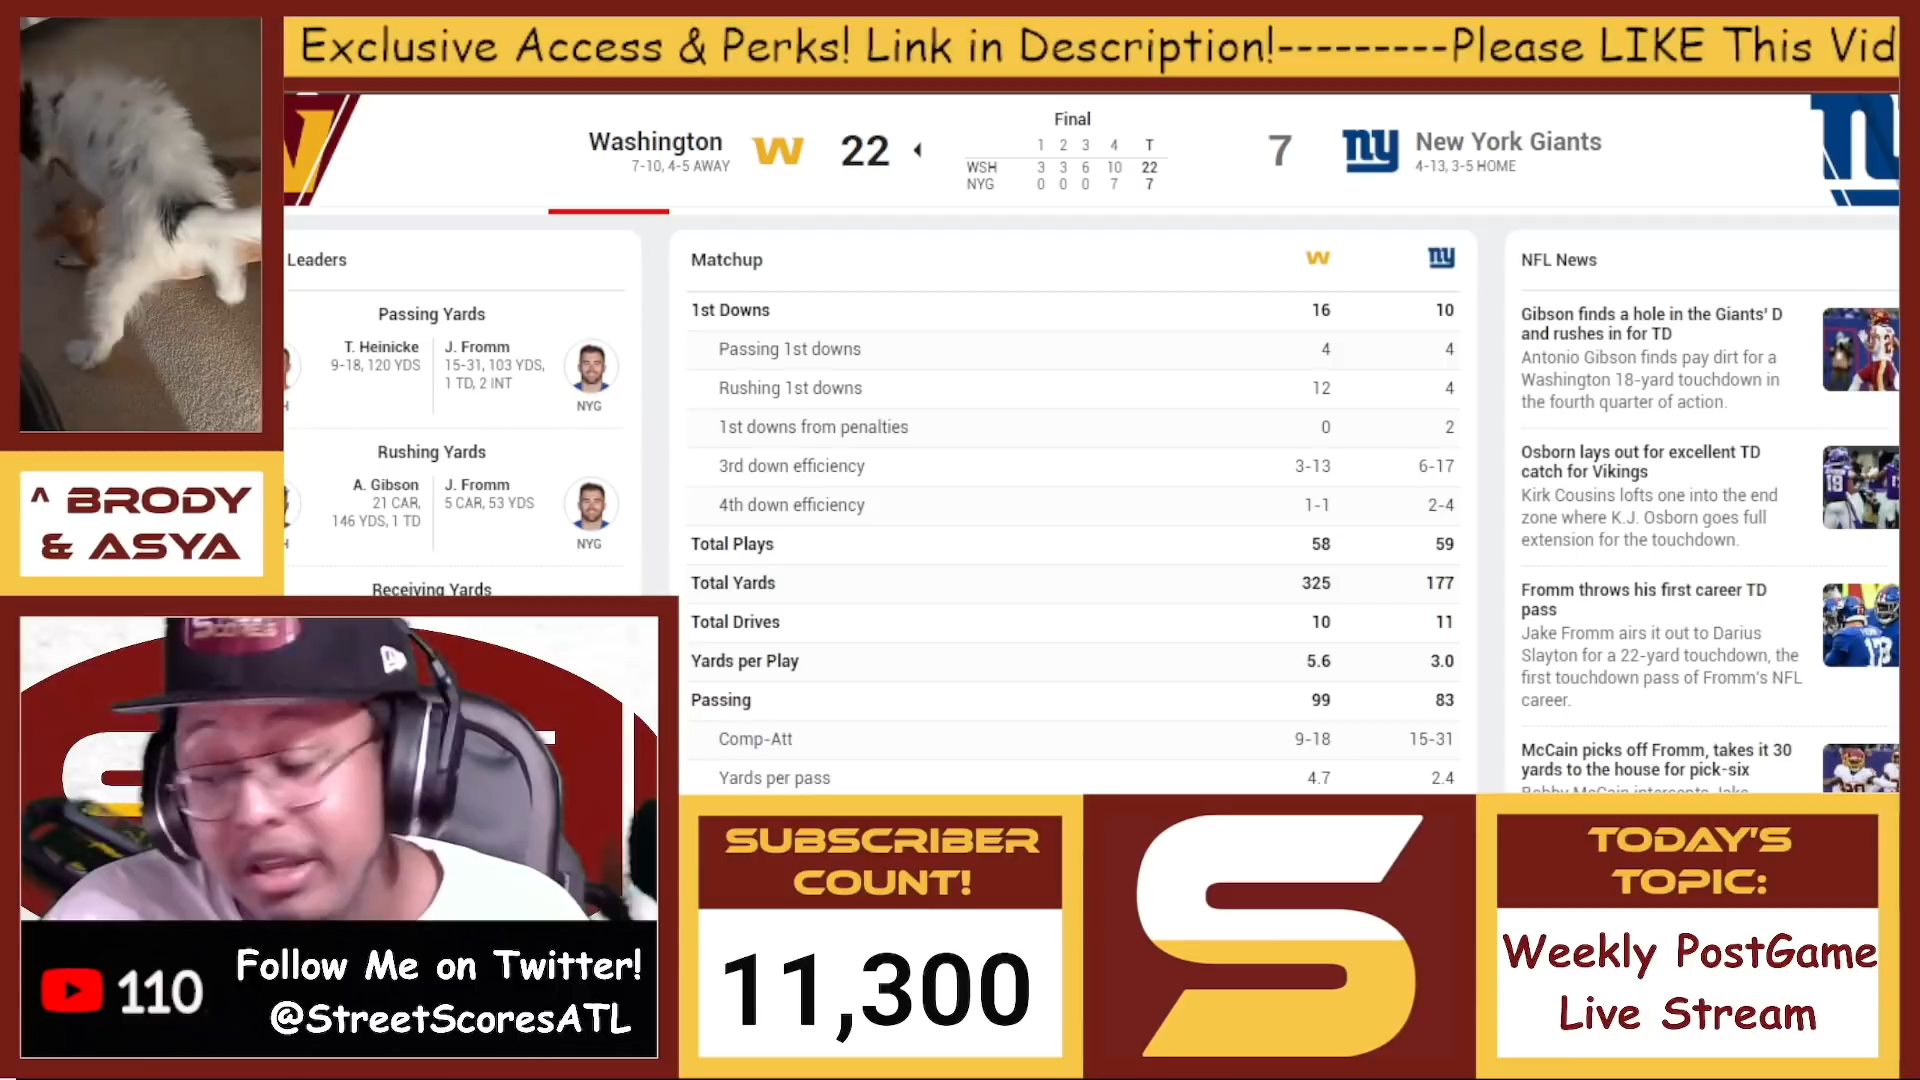 Exclusive Access & Perks! Link in Description!---------Please LIKE This Vid
Washington
7-10, 4-5 AWAY
W
22
Final
1 2 3 4 T
WSH 3 3 6 10 22
NYG 0 0 0 7 7
7
ny
New York Giants
4-13, 3-5 HOME
Leaders
Passing Yards
T. Heinicke
9-18, 120 YDS
J. Fromm
15-31, 103 YDS,
1 TD, 2 INT
NYG
Rushing Yards
A. Gibson
21 CAR,
146 YDS, 1 TD
J. Fromm
5 CAR, 53 YDS
NYG
Receiving Yards
Matchup W ny
1st Downs 16 10
Passing 1st downs 4 4
Rushing 1st downs 12 4
1st downs from penalties 0 2
3rd down efficiency 3-13 6-17
4th down efficiency 1-1 2-4
Total Plays 58 59
Total Yards 325 177
Total Drives 10 11
Yards per Play 5.6 3.0
Passing 99 83
Comp-Att 9-18 15-31
Yards per pass 4.7 2.4
NFL News
Gibson finds a hole in the Giants' D
and rushes in for TD
Antonio Gibson finds pay dirt for a
Washington 18-yard touchdown in
the fourth quarter of action.
Osborn lays out for excellent TD
catch for Vikings
Kirk Cousins lofts one into the end
zone where K.J. Osborn goes full
extension for the touchdown.
Fromm throws his first career TD
pass
Jake Fromm airs it out to Darius
Slayton for a 22-yard touchdown, the
first touchdown pass of Fromm's NFL
career.
McCain picks off Fromm, takes it 30
yards to the house for pick-six
Bobby McCain intercepts Jake
^ BRODY
& ASYA
SCORES
110
Follow Me on Twitter!
@StreetScoresATL
SUBSCRIBER
COUNT!
11,300
S
TODAY'S
TOPIC:
Weekly PostGame
Live Stream